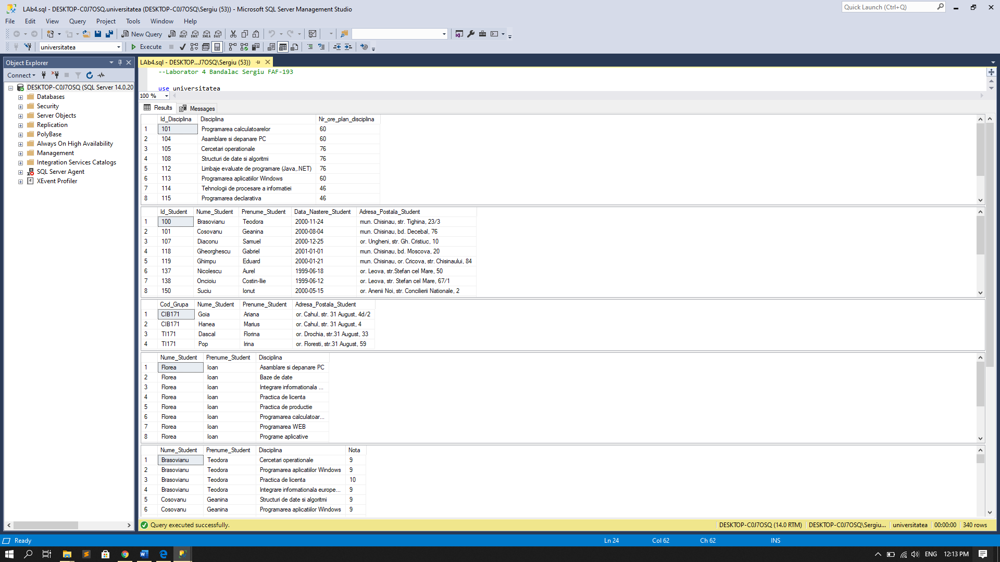 LAb4.sql - DESKTOP-C0J7OSQ.universitatea (DESKTOP-C0J7OSQ\Sergiu (53)) - Microsoft SQL Server Management Studio
Quick Launch (Ctrl+Q)
File Edit View Query Project Tools Window Help
New Query
universitatea
Execute
Object Explorer
Connect
DESKTOP-C0J7OSQ (SQL Server 14.0.20
Databases
Security
Server Objects
Replication
PolyBase
Always On High Availability
Management
Integration Services Catalogs
SQL Server Agent
XEvent Profiler
LAb4.sql - DESKTOP...J7OSQ\Sergiu (53))
--Laborator 4 Bandalac Sergiu FAF-193
use universitatea
100 %
Results Messages
Id_Disciplina Disciplina Nr_ore_plan_disciplina
1 101 Programarea calculatoarelor 60
2 104 Asamblare si depanare PC 60
3 105 Cercetari operationale 76
4 108 Structuri de date si algoritmi 76
5 112 Limbaje evaluate de programare (Java,.NET) 76
6 113 Programarea aplicatiilor Windows 60
7 114 Tehnologii de procesare a informatiei 46
8 115 Programarea declarativa 46
Id_Student Nume_Student Prenume_Student Data_Nastere_Student Adresa_Postala_Student
1 100 Brasovianu Teodora 2000-11-24 mun. Chisinau, str. Tighina, 23/3
2 101 Cosovanu Geanina 2000-08-04 mun. Chisinau, bd. Decebal, 76
3 107 Diaconu Samuel 2000-12-25 or. Ungheni, str. Gh. Cristiuc, 10
4 118 Gheorghescu Gabriel 2001-01-01 mun. Chisinau, bd. Moscova, 20
5 119 Ghimpu Eduard 2000-01-21 mun. Chisinau, or. Cricova, str. Chisinaului, 84
6 137 Nicolescu Aurel 1999-06-18 or. Leova, str.Stefan cel Mare, 50
7 138 Oncioiu Costin-Ilie 1999-06-12 or. Leova, str. Stefan cel Mare, 67/1
8 150 Suciu Ionut 2000-05-15 or. Anenii Noi, str. Concilierii Nationale, 2
Cod_Grupa Nume_Student Prenume_Student Adresa_Postala_Student
1 CIB171 Goia Ariana or. Cahul, str. 31 August, 4d/2
2 CIB171 Hanea Marius or. Cahul, str. 31 August, 4
3 TI171 Dascal Florina or. Drochia, str.31 August, 33
4 TI171 Pop Irina or. Floresti, str.31 August, 59
Nume_Student Prenume_Student Disciplina
1 Florea Ioan Asamblare si depanare PC
2 Florea Ioan Baze de date
3 Florea Ioan Integrare informationala ...
4 Florea Ioan Practica de licenta
5 Florea Ioan Practica de productie
6 Florea Ioan Programarea calculatoar...
7 Florea Ioan Programarea WEB
8 Florea Ioan Programe aplicative
Nume_Student Prenume_Student Disciplina Nota
1 Brasovianu Teodora Cercetari operationale 9
2 Brasovianu Teodora Programarea aplicatiilor Windows 9
3 Brasovianu Teodora Practica de licenta 10
4 Brasovianu Teodora Integrare informationala europe... 9
5 Cosovanu Geanina Structuri de date si algoritmi 9
6 Cosovanu Geanina Programarea aplicatiilor Windows 9
Query executed successfully. DESKTOP-C0J7OSQ (14.0 RTM) DESKTOP-C0J7OSQ\Sergiu... universitatea 00:00:00 340 rows
Ready Ln 24 Col 62 Ch 62 INS
ENG 12:13 PM